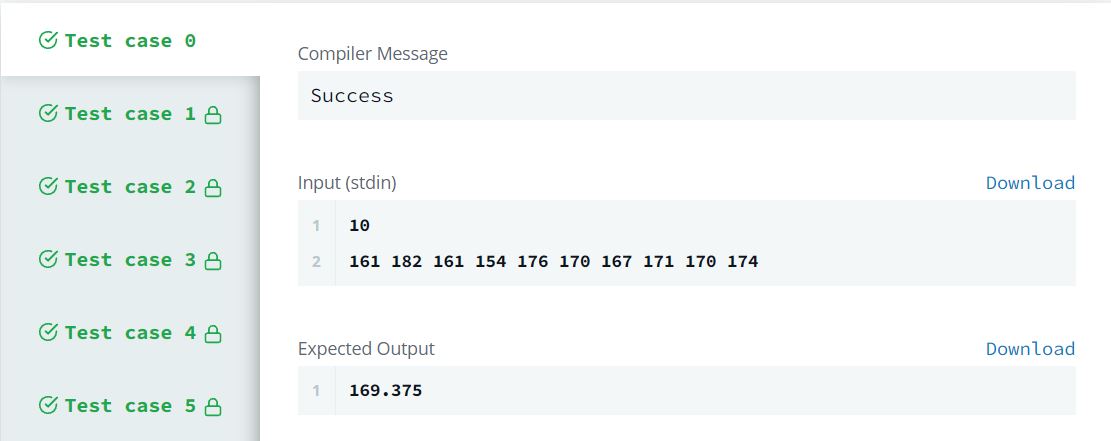 Test case 0
Test case 1
Test case 2
Test case 3
Test case 4
Test case 5
Compiler Message
Success
Input (stdin)
Download
1 10
2 161 182 161 154 176 170 167 171 170 174
Expected Output
Download
1 169.375